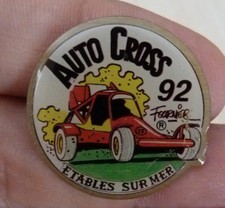 AUTO CROSS
92
FOURNIER
®
ETABLES SUR MER